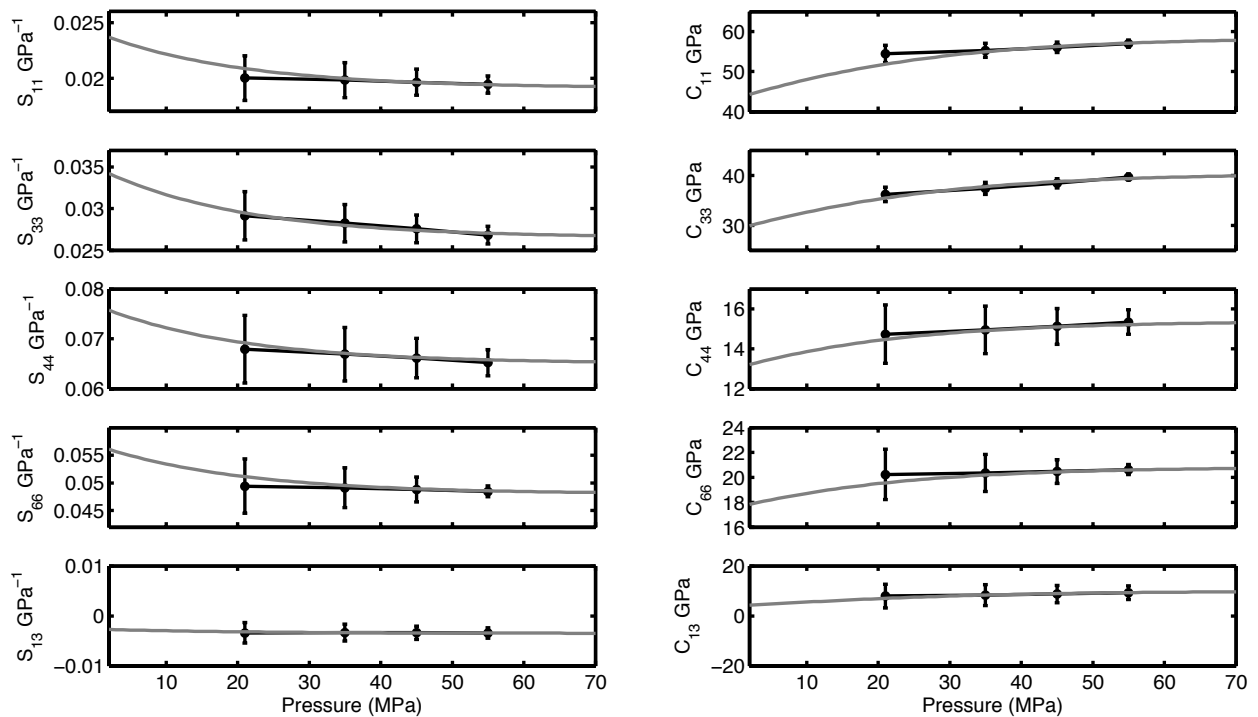 0.025
0.02
S₁₁ GPa⁻¹
0.035
0.03
0.025
S₃₃ GPa⁻¹
0.08
0.07
0.06
S₄₄ GPa⁻¹
0.055
0.05
0.045
S₆₆ GPa⁻¹
0.01
0
−0.01
S₁₃ GPa⁻¹
10 20 30 40 50 60 70
Pressure (MPa)
60
50
40
C₁₁ GPa
40
30
C₃₃ GPa
16
14
12
C₄₄ GPa
24
22
20
18
16
C₆₆ GPa
20
0
−20
C₁₃ GPa
10 20 30 40 50 60 70
Pressure (MPa)